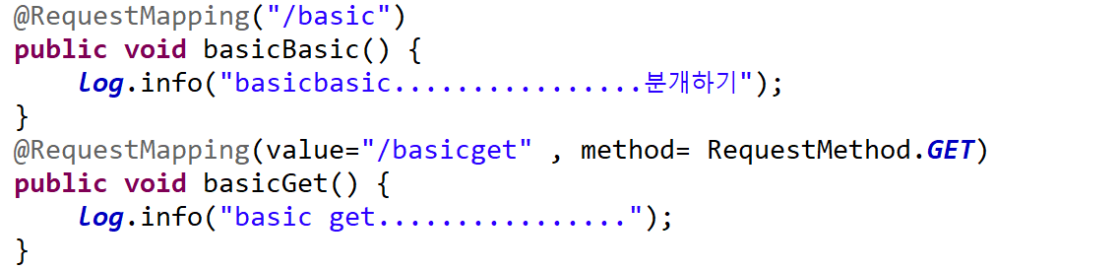 @RequestMapping("/basic")
public void basicBasic() {
    log.info("basicbasic................분개하기");
}
@RequestMapping(value="/basicget" , method= RequestMethod.GET)
public void basicGet() {
    log.info("basic get................");
}